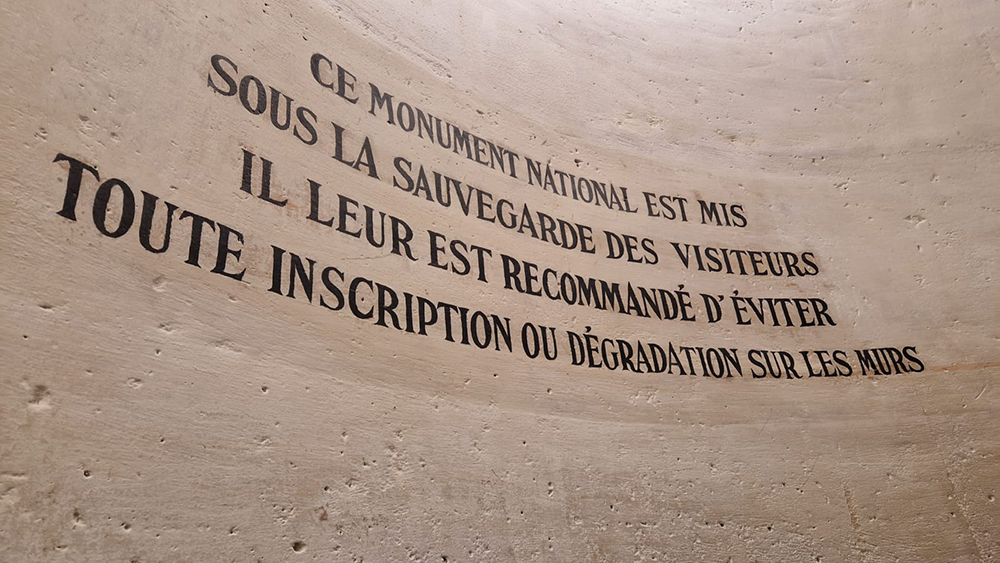 CE MONUMENT NATIONAL EST MIS
SOUS LA SAUVEGARDE DES VISITEURS
IL LEUR EST RECOMMANDÉ D'ÉVITER
TOUTE INSCRIPTION OU DÉGRADATION SUR LES MURS